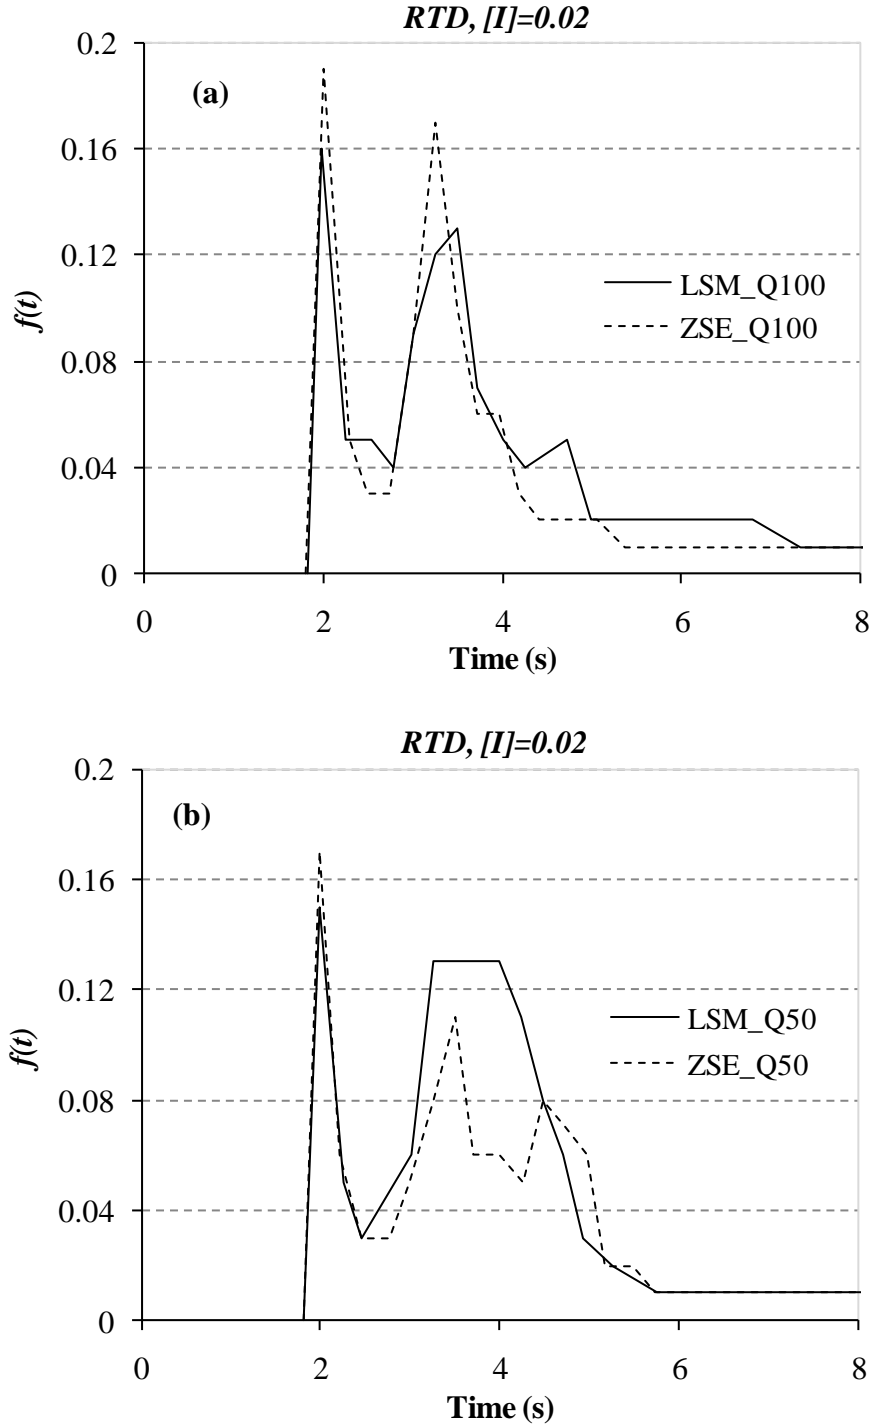 RTD, [I]=0.02
(a)
0.2
0.16
0.12
0.08
0.04
0
f(t)
LSM_Q100
ZSE_Q100
0 2 4 6 8
Time (s)
RTD, [I]=0.02
(b)
0.2
0.16
0.12
0.08
0.04
0
f(t)
LSM_Q50
ZSE_Q50
0 2 4 6 8
Time (s)